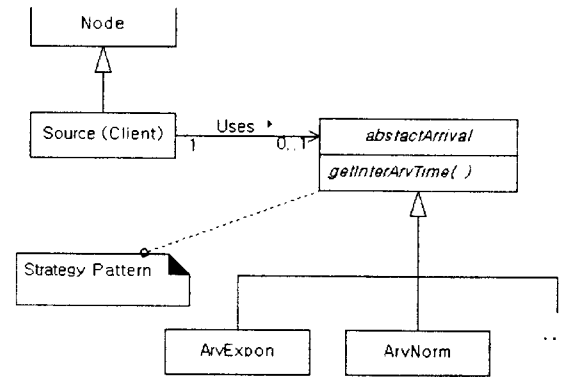 Node
Source (Client)
Uses
1
0..1
abstactArrival
getInterArvTime( )
Strategy Pattern
ArvExpon
ArvNorm
..